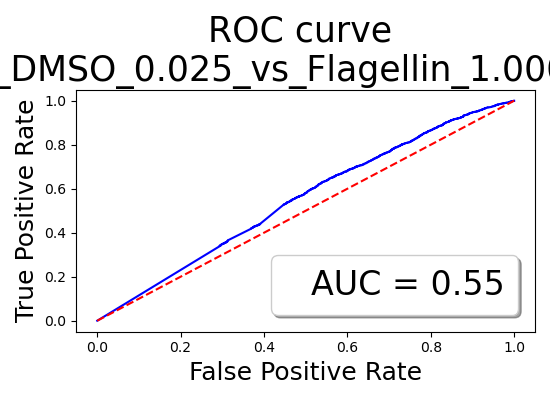 ROC curve
_DMSO_0.025_vs_Flagellin_1.000
True Positive Rate
1.0
0.8
0.6
0.4
0.2
0.0
AUC = 0.55
0.0 0.2 0.4 0.6 0.8 1.0
False Positive Rate